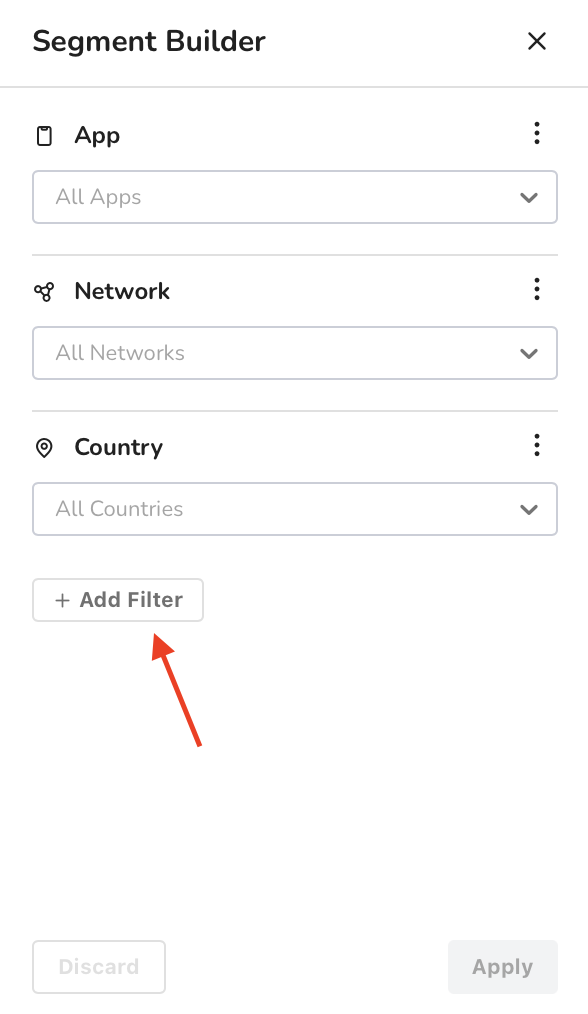 Segment Builder
App
All Apps
Network
All Networks
Country
All Countries
+ Add Filter
Discard
Apply